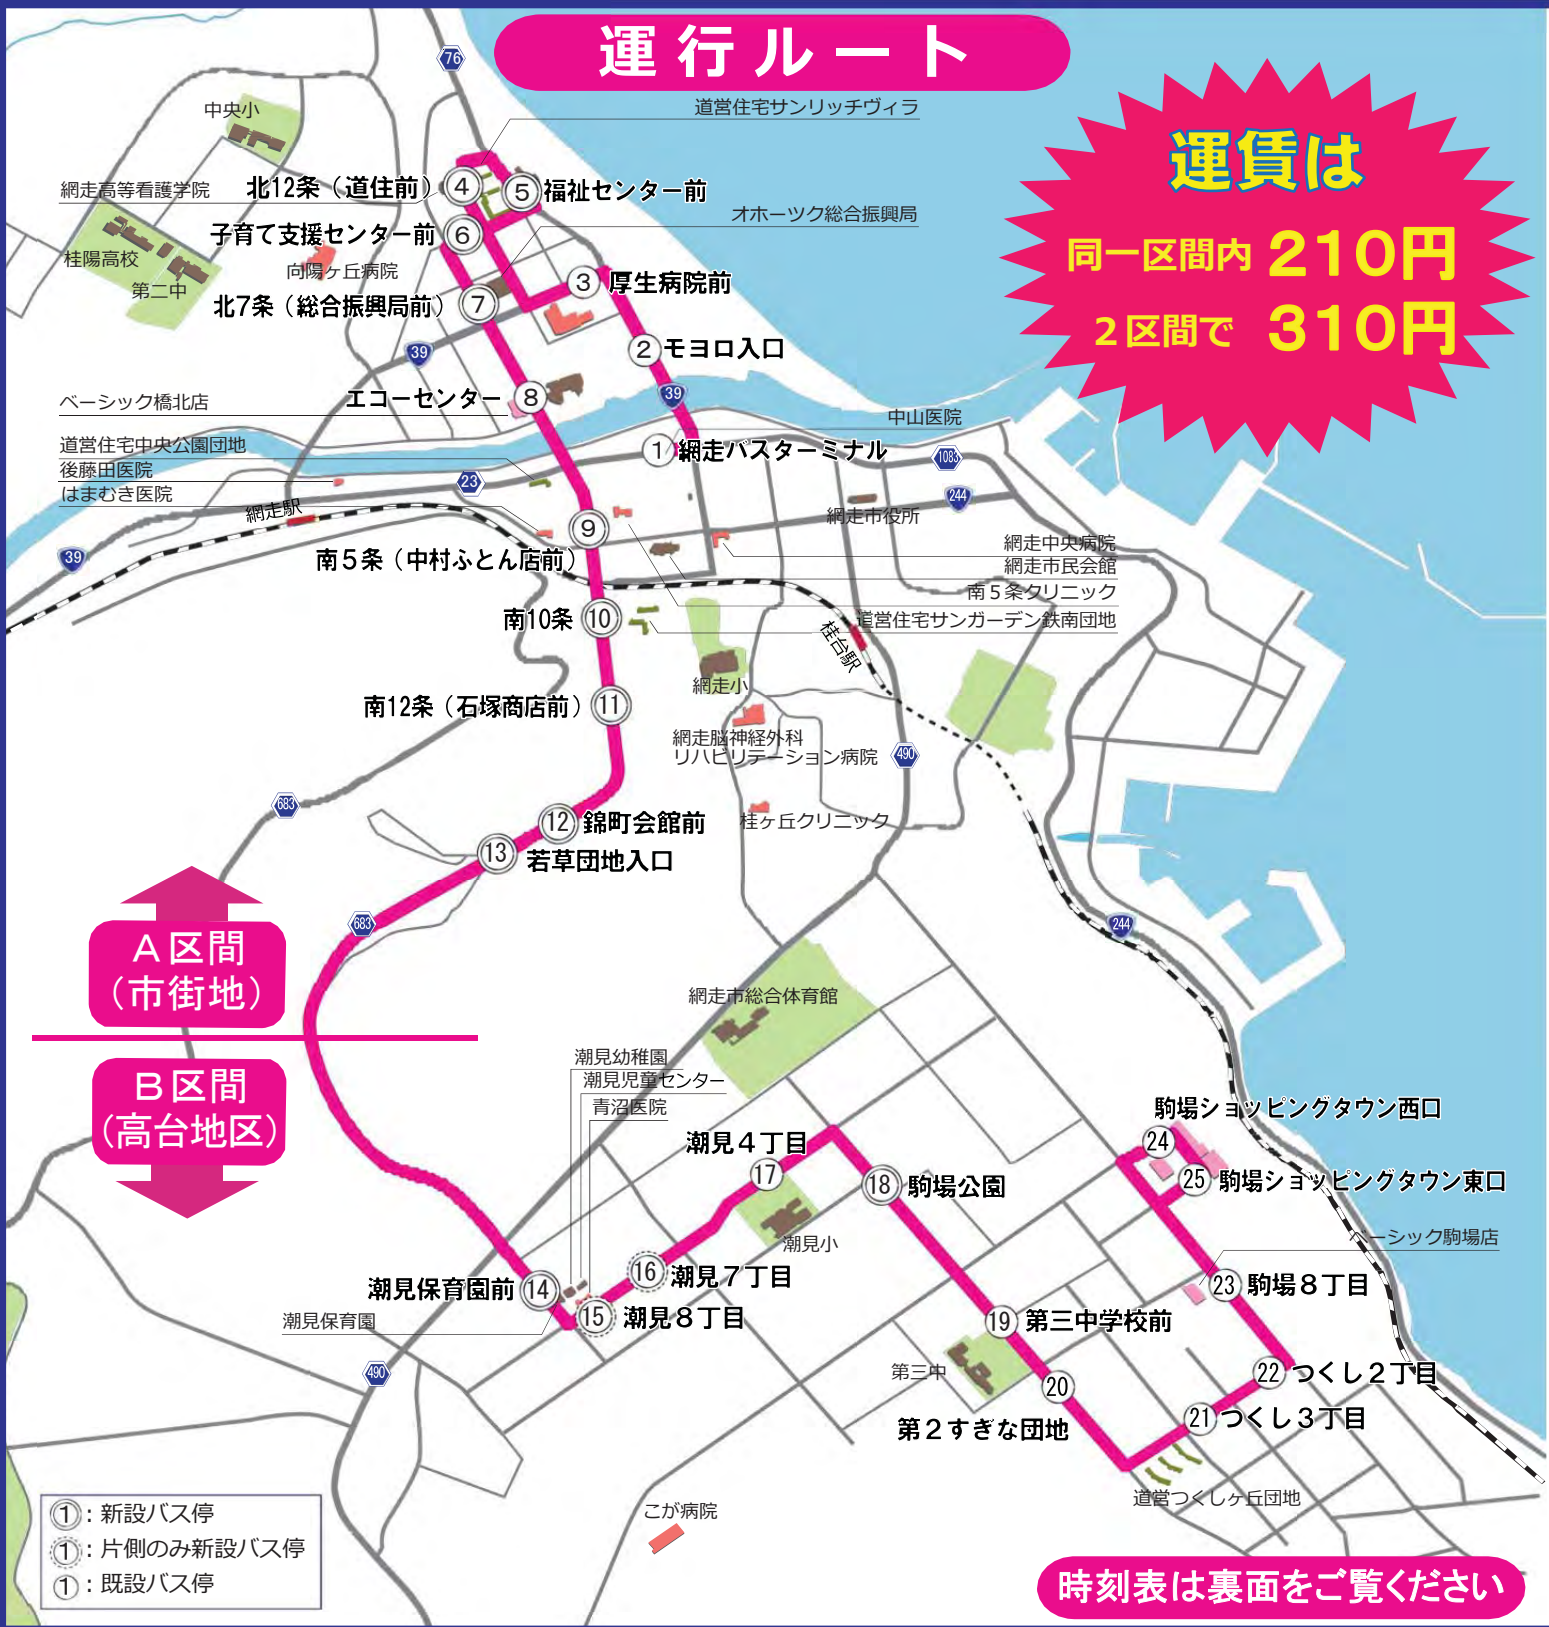 運行ルート
運賃は
同一区間内 210円
2区間で 310円
76
道営住宅サンリッチヴィラ
中央小
網走高等看護学院
北12条（道住前）
④
⑤
福祉センター前
オホーツク総合振興局
子育て支援センター前
⑥
桂陽高校
第二中
向陽ヶ丘病院
北7条（総合振興局前）
⑦
③
厚生病院前
39
②
モヨロ入口
ベーシック橋北店
エコーセンター
⑧
39
中山医院
道営住宅中央公園団地
①
網走バスターミナル
1083
後藤田医院
はまむき医院
23
244
網走駅
⑨
網走市役所
39
南5条（中村ふとん店前）
網走中央病院
網走市民会館
南5条クリニック
道営住宅サンガーデン鉄南団地
南10条
⑩
桂台駅
網走小
南12条（石塚商店前）
⑪
網走脳神経外科
リハビリテーション病院
490
683
⑫
錦町会館前
桂ヶ丘クリニック
⑬
若草団地入口
683
244
A区間
（市街地）
網走市総合体育館
B区間
（高台地区）
潮見幼稚園
潮見児童センター
青沼医院
潮見4丁目
⑰
⑱
駒場公園
駒場ショッピングタウン西口
㉔
㉕
駒場ショッピングタウン東口
潮見小
ベーシック駒場店
潮見保育園前
⑭
⑯
潮見7丁目
㉓
駒場8丁目
潮見保育園
⑮
潮見8丁目
⑲
第三中学校前
490
第三中
⑳
㉒
つくし2丁目
第2すぎな団地
㉑
つくし3丁目
道営つくしヶ丘団地
こが病院
①：新設バス停
①：片側のみ新設バス停
①：既設バス停
時刻表は裏面をご覧ください